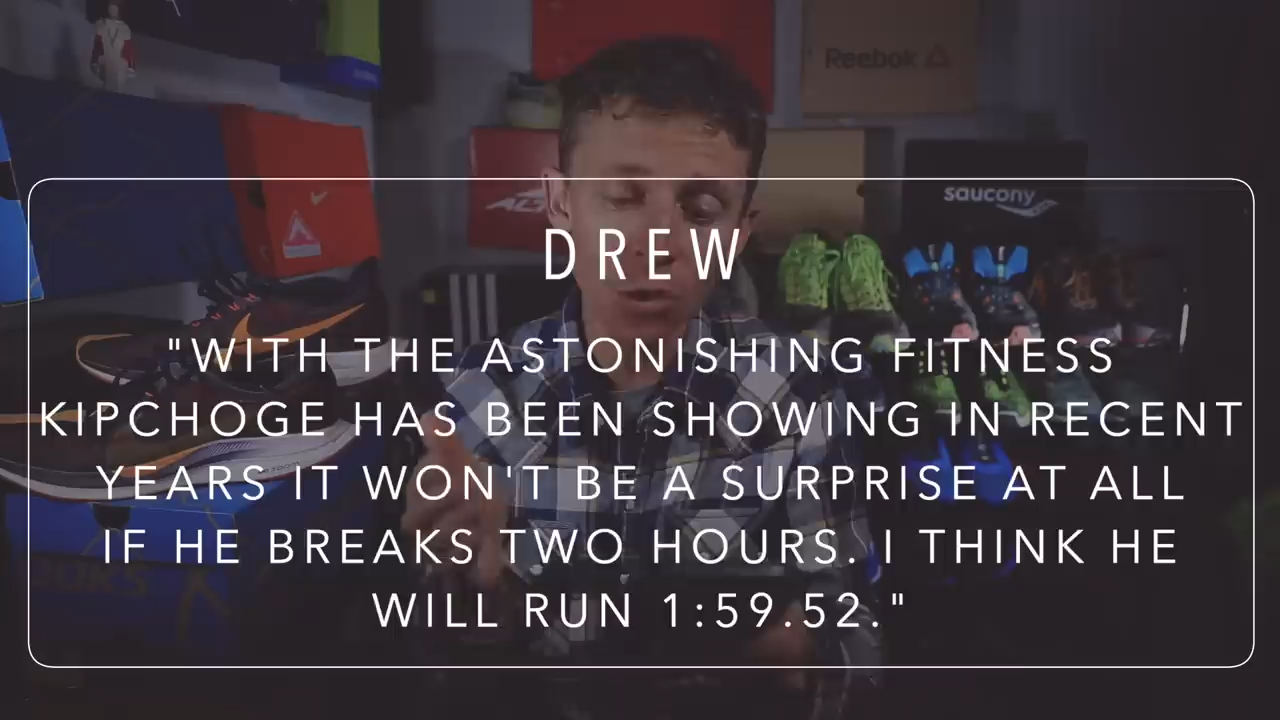 Reebok
saucony
DREW
"WITH THE ASTONISHING FITNESS
KIPCHOGE HAS BEEN SHOWING IN RECENT
YEARS IT WON'T BE A SURPRISE AT ALL
IF HE BREAKS TWO HOURS. I THINK HE
WILL RUN 1:59.52."